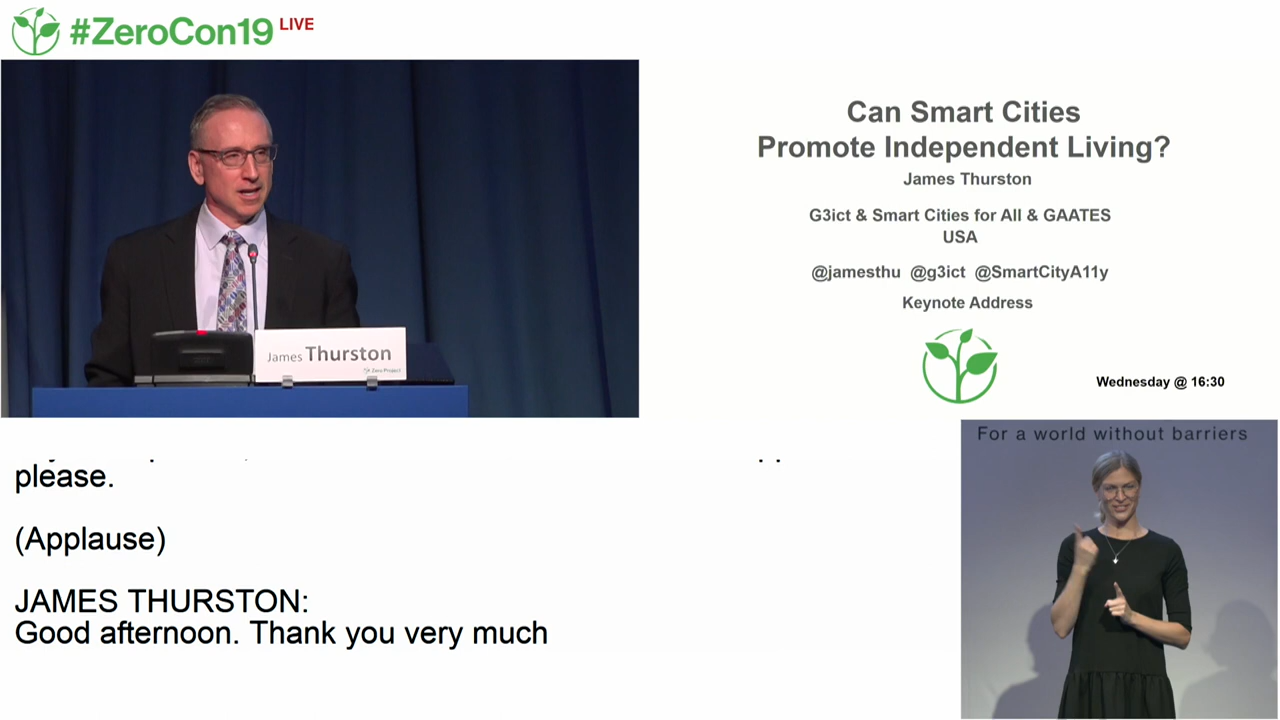 #ZeroCon19 LIVE
Can Smart Cities
Promote Independent Living?
James Thurston
G3ict & Smart Cities for All & GAATES
USA
@jamesthu @g3ict @SmartCityA11y
Keynote Address
Wednesday @ 16:30
James Thurston
Zero Project
For a world without barriers
please.
(Applause)
JAMES THURSTON:
Good afternoon. Thank you very much